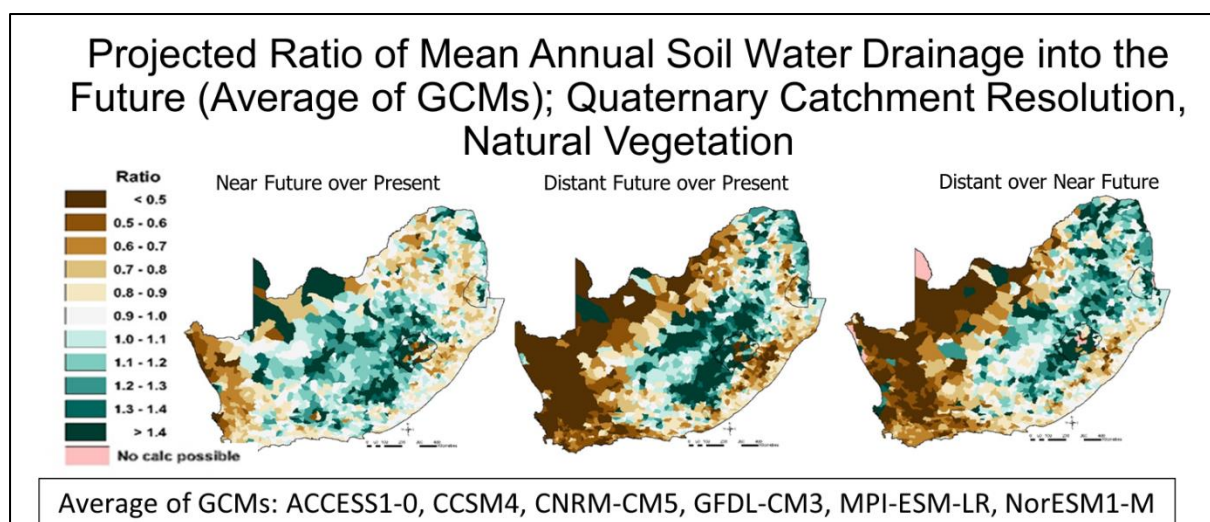 Projected Ratio of Mean Annual Soil Water Drainage into the
Future (Average of GCMs); Quaternary Catchment Resolution,
Natural Vegetation
Ratio
< 0.5
0.5 - 0.6
0.6 - 0.7
0.7 - 0.8
0.8 - 0.9
0.9 - 1.0
1.0 - 1.1
1.1 - 1.2
1.2 - 1.3
1.3 - 1.4
> 1.4
No calc possible
Near Future over Present
Distant Future over Present
Distant over Near Future
Average of GCMs: ACCESS1-0, CCSM4, CNRM-CM5, GFDL-CM3, MPI-ESM-LR, NorESM1-M